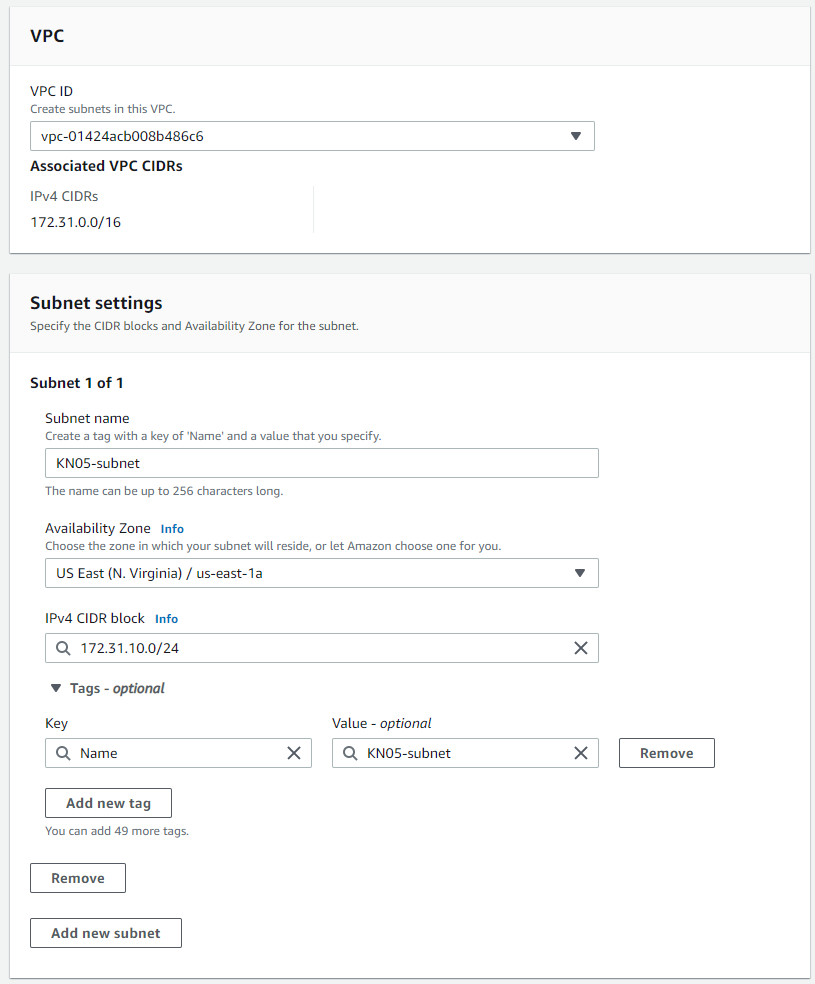 VPC
VPC ID
Create subnets in this VPC.
vpc-01424acb008b486c6
Associated VPC CIDRs
IPv4 CIDRs
172.31.0.0/16
Subnet settings
Specify the CIDR blocks and Availability Zone for the subnet.
Subnet 1 of 1
Subnet name
Create a tag with a key of 'Name' and a value that you specify.
KN05-subnet
The name can be up to 256 characters long.
Availability Zone Info
Choose the zone in which your subnet will reside, or let Amazon choose one for you.
US East (N. Virginia) / us-east-1a
IPv4 CIDR block Info
172.31.10.0/24
Tags - optional
Key Value - optional
Name KN05-subnet Remove
Add new tag
You can add 49 more tags.
Remove
Add new subnet